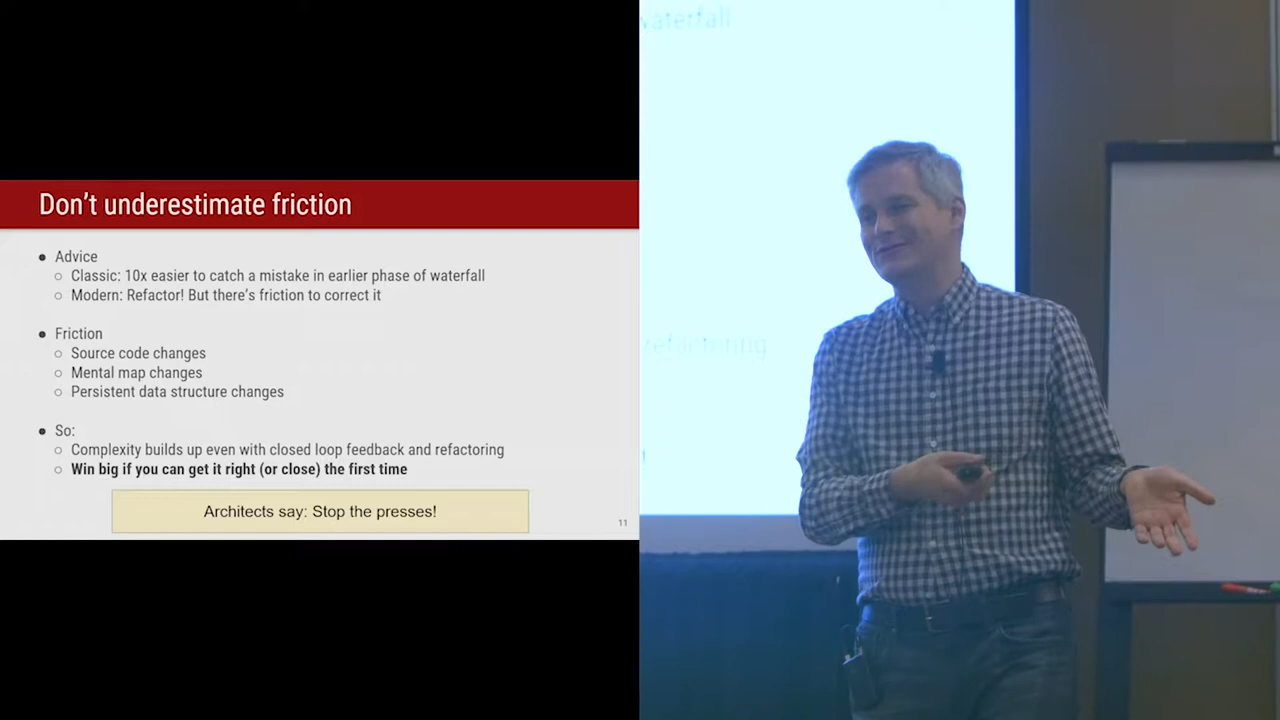 Don't underestimate friction
● Advice
○ Classic: 10x easier to catch a mistake in earlier phase of waterfall
○ Modern: Refactor! But there's friction to correct it
● Friction
○ Source code changes
○ Mental map changes
○ Persistent data structure changes
● So:
○ Complexity builds up even with closed loop feedback and refactoring
○ Win big if you can get it right (or close) the first time
Architects say: Stop the presses!
11
waterfall
refactoring
!